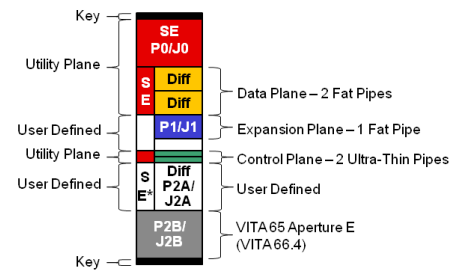 Key
SE
P0/J0
Utility Plane
S
E
Diff
Diff
Data Plane – 2 Fat Pipes
User Defined
P1/J1
Expansion Plane – 1 Fat Pipe
Utility Plane
Control Plane – 2 Ultra-Thin Pipes
User Defined
S
E*
Diff
P2A/
J2A
User Defined
P2B/
J2B
VITA 65 Aperture E
(VITA 66.4)
Key